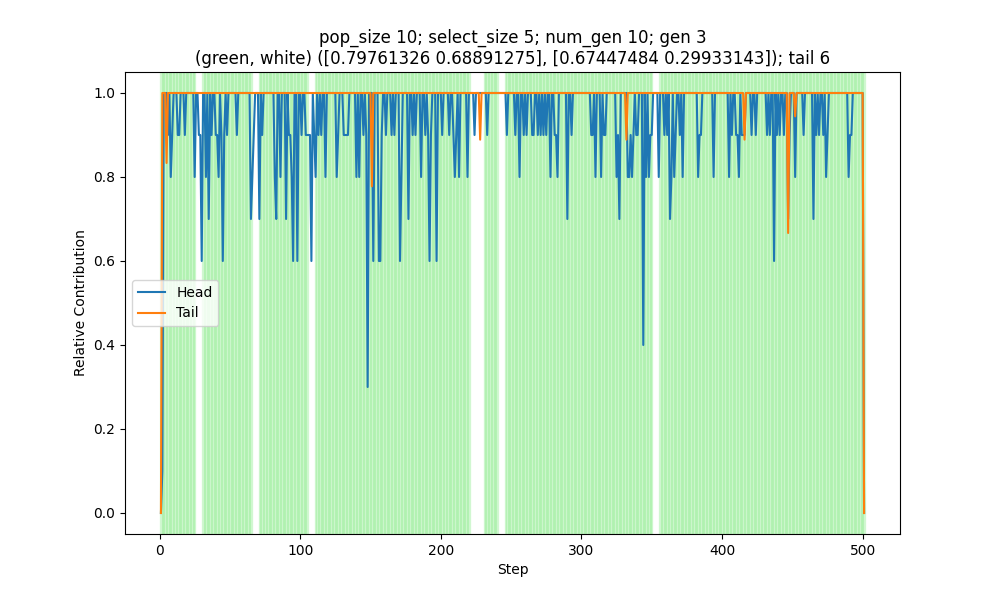 pop_size 10; select_size 5; num_gen 10; gen 3
(green, white) ([0.79761326 0.68891275], [0.67447484 0.29933143]); tail 6
1.0
0.8
0.6
0.4
0.2
0.0
Relative Contribution
Head
Tail
0
100
200
300
400
500
Step